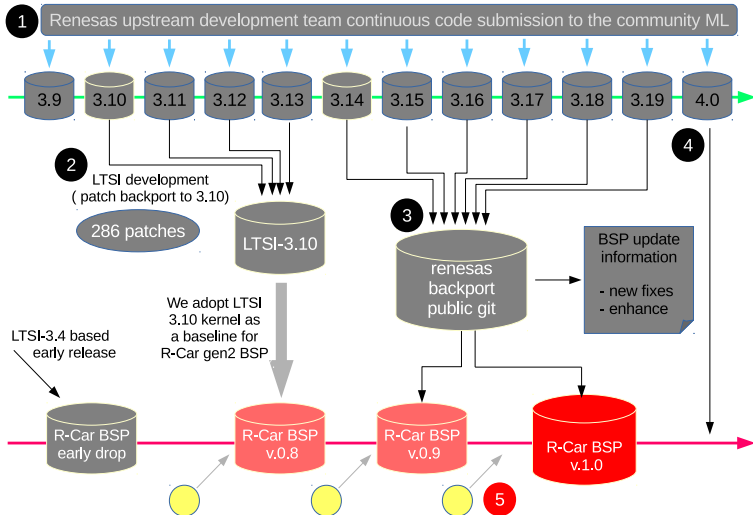 1
Renesas upstream development team continuous code submission to the community ML
3.9
3.10
3.11
3.12
3.13
3.14
3.15
3.16
3.17
3.18
3.19
4.0
2
LTSI development
( patch backport to 3.10)
286 patches
LTSI-3.10
3
renesas
backport
public git
4
BSP update
information
- new fixes
- enhance
We adopt LTSI
3.10 kernel as
a baseline for
R-Car gen2 BSP
LTSI-3.4 based
early release
R-Car BSP
early drop
R-Car BSP
v.0.8
R-Car BSP
v.0.9
R-Car BSP
v.1.0
5